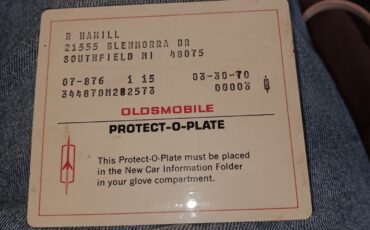 R HAMILL
21555 GLENMORRA DR
SOUTHFIELD MI 48075
07-876 1 15 03-30-70
344870M282573 00003
OLDSMOBILE
PROTECT-O-PLATE
This Protect-O-Plate must be placed
in the New Car Information Folder
in your glove compartment.